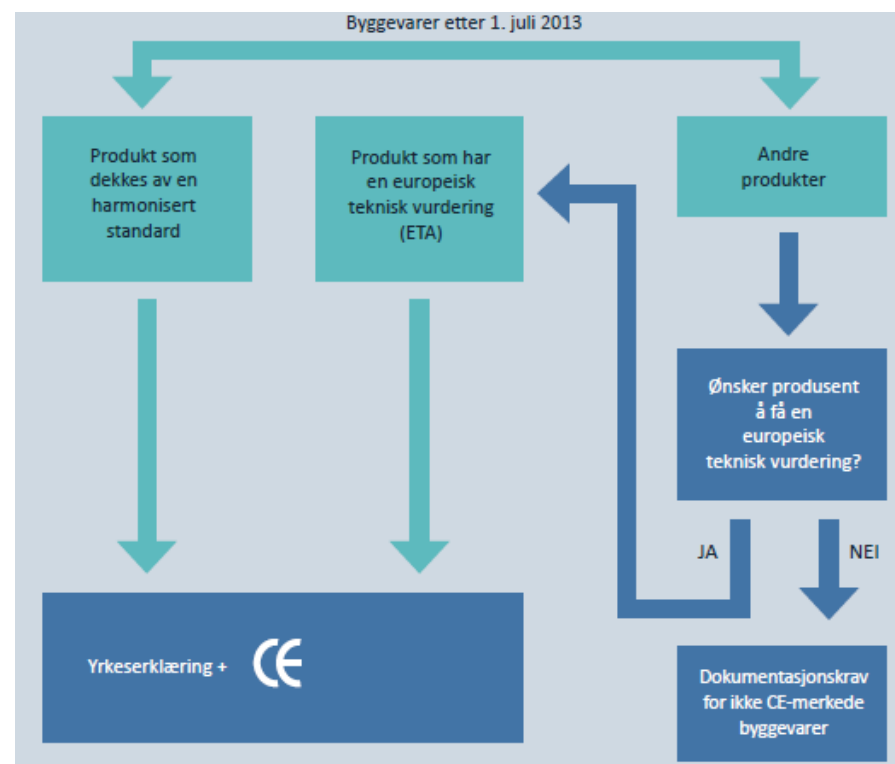 Byggevarer etter 1. juli 2013
Produkt som
dekkes av en
harmonisert
standard
Produkt som har
en europeisk
teknisk vurdering
(ETA)
Andre
produkter
Ønsker produsent
å få en
europeisk
teknisk vurdering?
JA
NEI
Yrkeserklæring + CE
Dokumentasjonskrav
for ikke CE-merkede
byggevarer